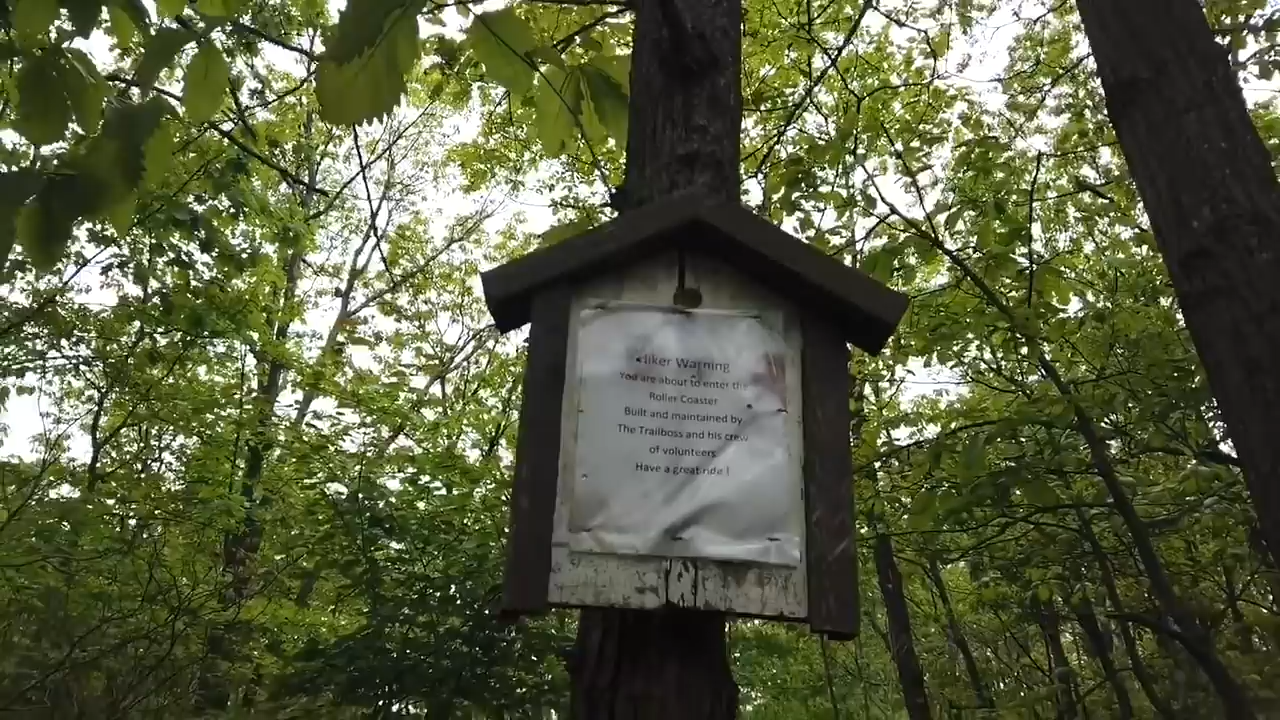 Hiker Warning
You are about to enter the
Roller Coaster
Built and maintained by
The Trailboss and his crew
of volunteers
Have a great ride !